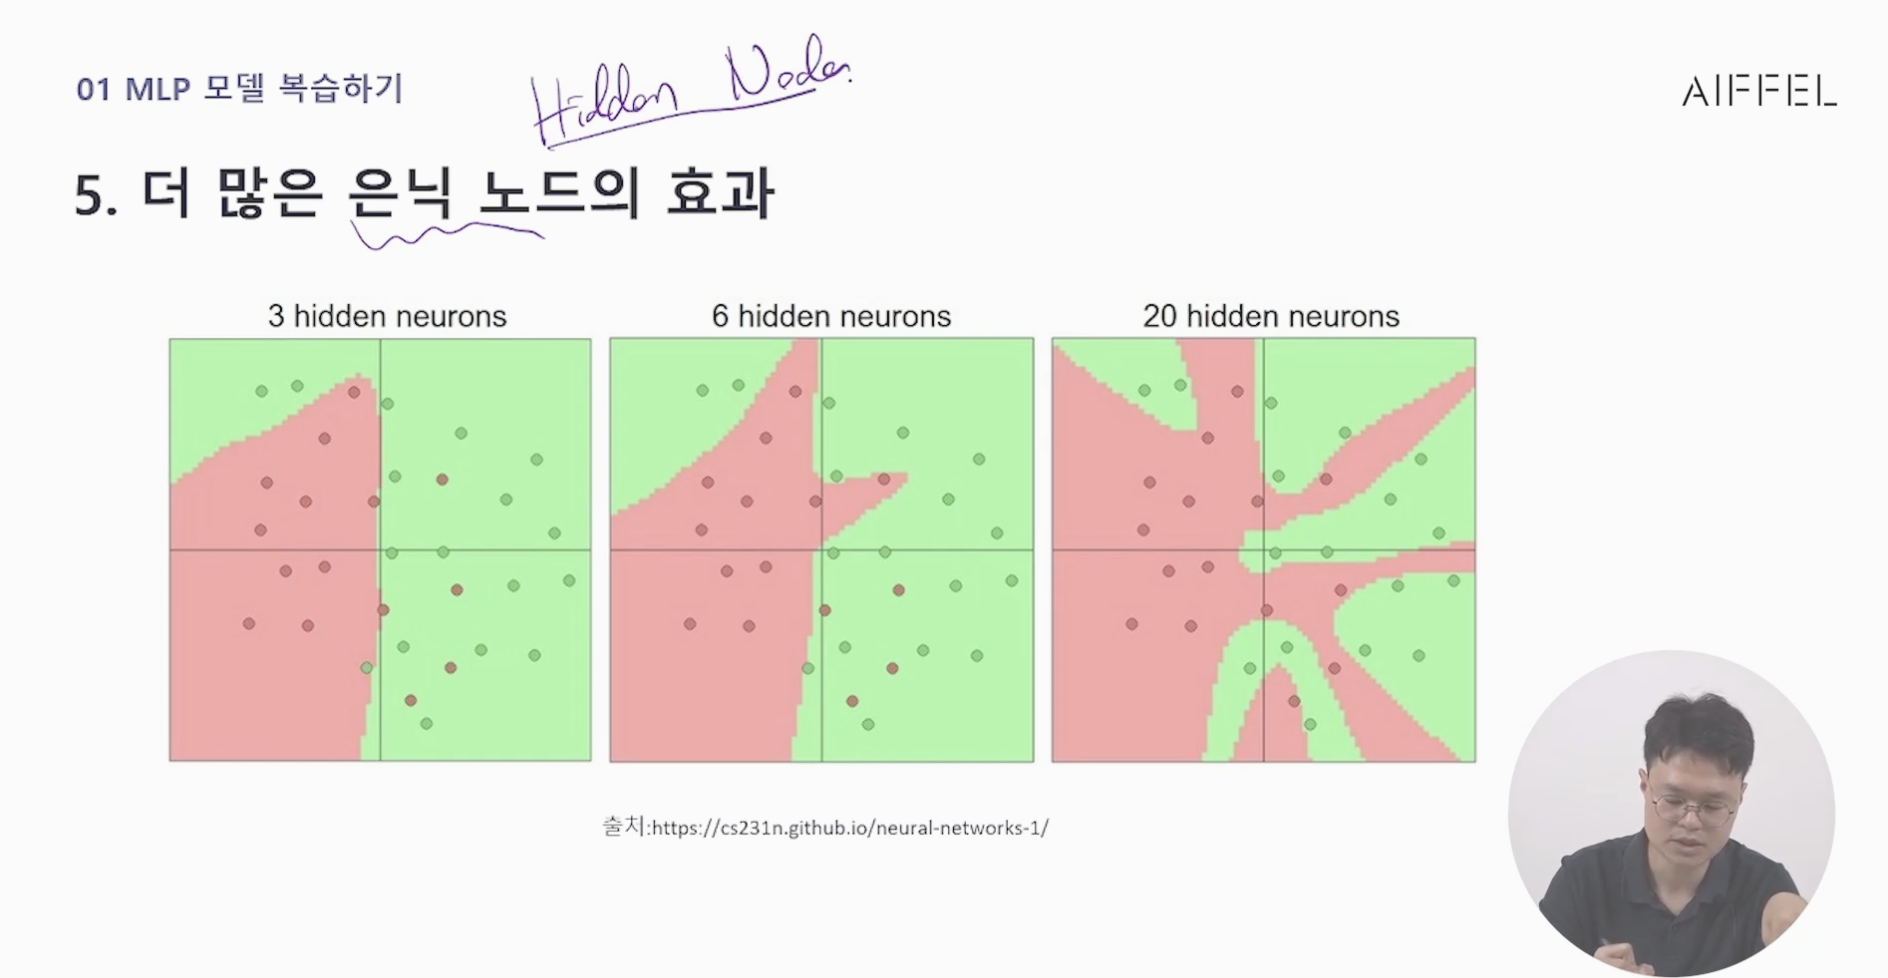 01 MLP 모델 복습하기
Hidden Node.
AIFFEL
5. 더 많은 은닉 노드의 효과
3 hidden neurons
6 hidden neurons
20 hidden neurons
출처:https://cs231n.github.io/neural-networks-1/